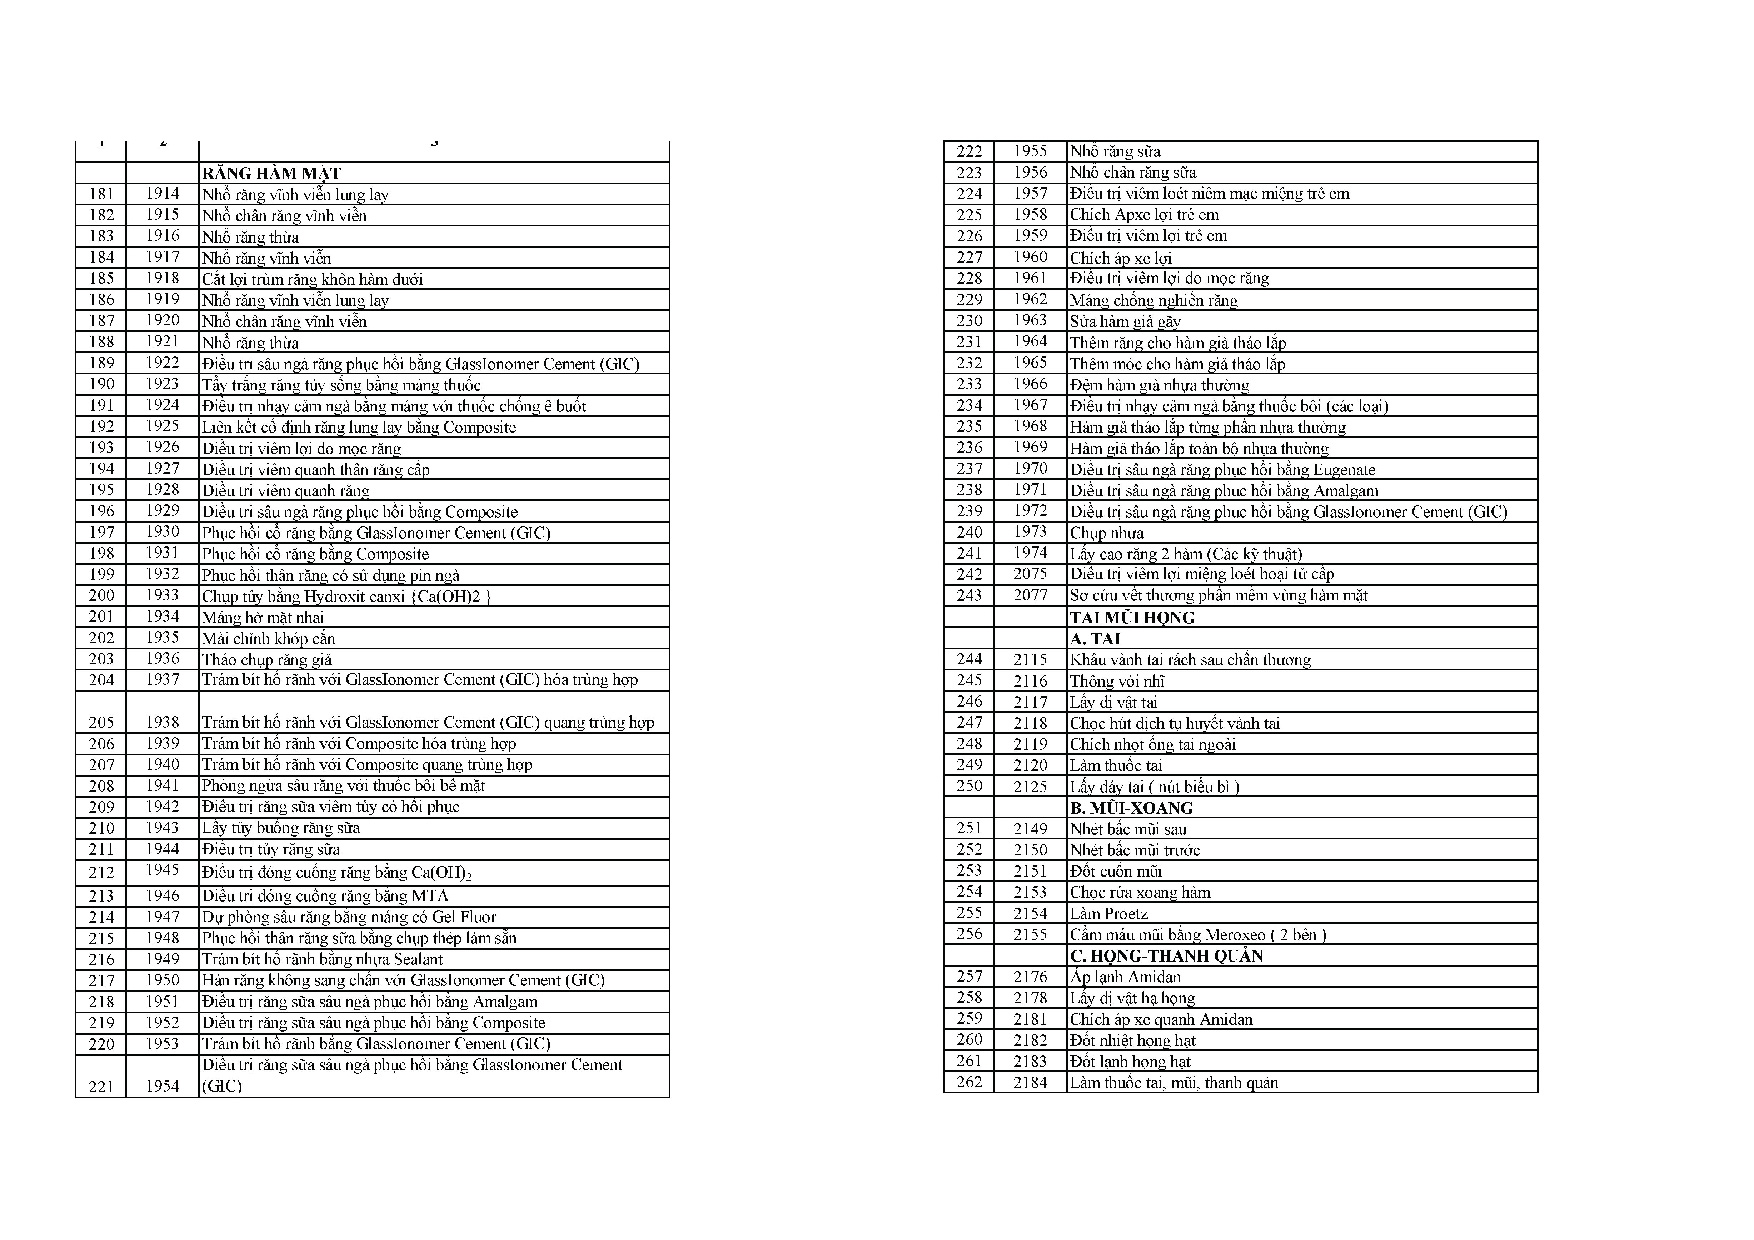 RĂNG HÀM MẶT
181 1914 Nhổ răng vĩnh viễn lung lay
182 1915 Nhổ chân răng vĩnh viễn
183 1916 Nhổ răng thừa
184 1917 Nhổ răng vĩnh viễn
185 1918 Cắt lợi trùm răng khôn hàm dưới
186 1919 Nhổ răng vĩnh viễn lung lay
187 1920 Nhổ chân răng vĩnh viễn
188 1921 Nhổ răng thừa
189 1922 Điều trị sâu ngà răng phục hồi bằng GlassIonomer Cement (GIC)
190 1923 Tẩy trắng răng tủy sống bằng máng thuốc
191 1924 Điều trị nhạy cảm ngà bằng máng với thuốc chống ê buốt
192 1925 Liên kết cố định răng lung lay bằng Composite
193 1926 Điều trị viêm lợi do mọc răng
194 1927 Điều trị viêm quanh thân răng cấp
195 1928 Điều trị viêm quanh răng
196 1929 Điều trị sâu ngà răng phục hồi bằng Composite
197 1930 Phục hồi cổ răng bằng GlassIonomer Cement (GIC)
198 1931 Phục hồi cổ răng bằng Composite
199 1932 Phục hồi thân răng có sử dụng pin ngà
200 1933 Chụp tủy bằng Hydroxit canxi {Ca(OH)2 }
201 1934 Máng hở mặt nhai
202 1935 Mài chỉnh khớp cắn
203 1936 Tháo chụp răng giả
204 1937 Trám bít hố rãnh với GlassIonomer Cement (GIC) hóa trùng hợp
205 1938 Trám bít hố rãnh với GlassIonomer Cement (GIC) quang trùng hợp
206 1939 Trám bít hố rãnh với Composite hóa trùng hợp
207 1940 Trám bít hố rãnh với Composite quang trùng hợp
208 1941 Phòng ngừa sâu răng với thuốc bôi bề mặt
209 1942 Điều trị răng sữa viêm tủy có hồi phục
210 1943 Lấy tủy buồng răng sữa
211 1944 Điều trị tủy răng sữa
212 1945 Điều trị đóng cuống răng bằng Ca(OH)2
213 1946 Điều trị đóng cuống răng bằng MTA
214 1947 Dự phòng sâu răng bằng máng có Gel Fluor
215 1948 Phục hồi thân răng sữa bằng chụp thép làm sẵn
216 1949 Trám bít hố rãnh bằng nhựa Sealant
217 1950 Hàn răng không sang chấn với GlassIonomer Cement (GIC)
218 1951 Điều trị răng sữa sâu ngà phục hồi bằng Amalgam
219 1952 Điều trị răng sữa sâu ngà phục hồi bằng Composite
220 1953 Trám bít hố rãnh bằng GlassIonomer Cement (GIC)
Điều trị răng sữa sâu ngà phục hồi bằng GlassIonomer Cement
221 1954 (GIC)
222 1955 Nhổ răng sữa
223 1956 Nhổ chân răng sữa
224 1957 Điều trị viêm loét niêm mạc miệng trẻ em
225 1958 Chích Apxe lợi trẻ em
226 1959 Điều trị viêm lợi trẻ em
227 1960 Chích áp xe lợi
228 1961 Điều trị viêm lợi do mọc răng
229 1962 Máng chống nghiến răng
230 1963 Sửa hàm giả gãy
231 1964 Thêm răng cho hàm giả tháo lắp
232 1965 Thêm móc cho hàm giả tháo lắp
233 1966 Đệm hàm giả nhựa thường
234 1967 Điều trị nhạy cảm ngà bằng thuốc bôi (các loại)
235 1968 Hàm giả tháo lắp từng phần nhựa thường
236 1969 Hàm giả tháo lắp toàn bộ nhựa thường
237 1970 Điều trị sâu ngà răng phục hồi bằng Eugenate
238 1971 Điều trị sâu ngà răng phục hồi bằng Amalgam
239 1972 Điều trị sâu ngà răng phục hồi bằng GlassIonomer Cement (GIC)
240 1973 Chụp nhựa
241 1974 Lấy cao răng 2 hàm (Các kỹ thuật)
242 2075 Điều trị viêm lợi miệng loét hoại tử cấp
243 2077 Sơ cứu vết thương phần mềm vùng hàm mặt
TAI MŨI HỌNG
A. TAI
244 2115 Khâu vành tai rách sau chấn thương
245 2116 Thông vòi nhĩ
246 2117 Lấy dị vật tai
247 2118 Chọc hút dịch tụ huyết vành tai
248 2119 Chích nhọt ống tai ngoài
249 2120 Làm thuốc tai
250 2125 Lấy dáy tai ( nút biểu bì )
B. MŨI-XOANG
251 2149 Nhét bấc mũi sau
252 2150 Nhét bấc mũi trước
253 2151 Đốt cuốn mũi
254 2153 Chọc rửa xoang hàm
255 2154 Làm Proetz
256 2155 Cầm máu mũi bằng Meroxeo ( 2 bên )
C. HỌNG-THANH QUẢN
257 2176 Áp lạnh Amidan
258 2178 Lấy dị vật hạ họng
259 2181 Chích áp xe quanh Amidan
260 2182 Đốt nhiệt họng hạt
261 2183 Đốt lạnh họng hạt
262 2184 Làm thuốc tai, mũi, thanh quản